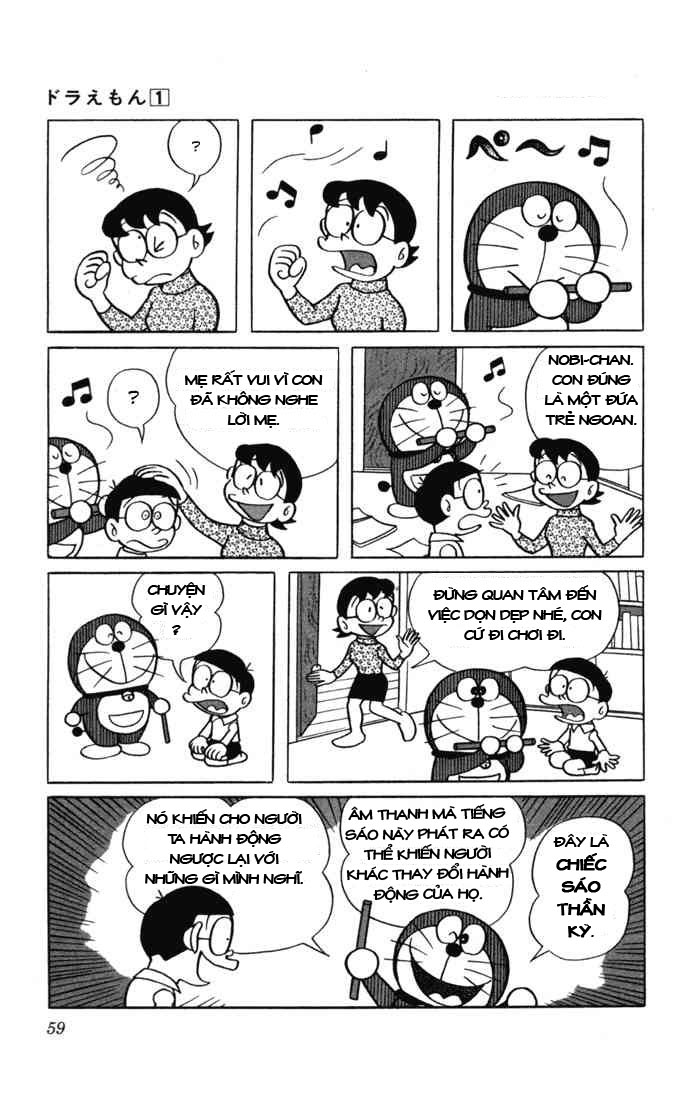 ドラえもん1
ペ～
?
MẸ RẤT VUI VÌ CON
ĐÃ KHÔNG NGHE
LỜI MẸ.
?
NOBI-CHAN.
CON ĐÚNG
LÀ MỘT ĐỨA
TRẺ NGOAN.
CHUYỆN
GÌ VẬY
?
ĐỪNG QUAN TÂM ĐẾN
VIỆC DỌN DẸP NHÉ, CON
CỨ ĐI CHƠI ĐI.
ĐÂY LÀ
CHIẾC
SÁO
THẦN
KỲ.
ÂM THANH MÀ TIẾNG
SÁO NÀY PHÁT RA CÓ
THỂ KHIẾN NGƯỜI
KHÁC THAY ĐỔI HÀNH
ĐỘNG CỦA HỌ.
NÓ KHIẾN CHO NGƯỜI
TA HÀNH ĐỘNG
NGƯỢC LẠI VỚI
NHỮNG GÌ MÌNH NGHĨ.
59